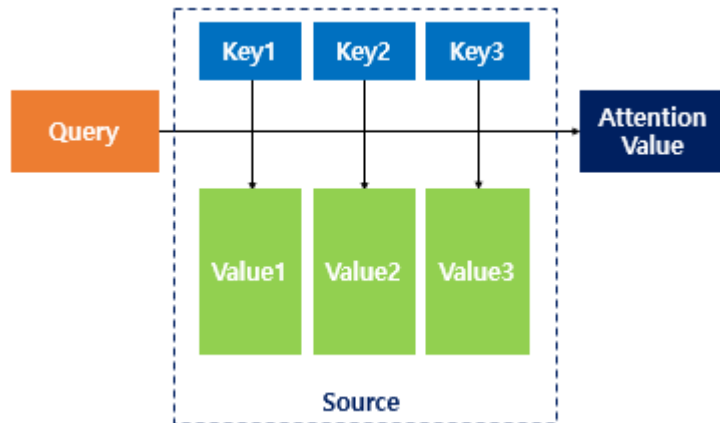 Key1 Key2 Key3
Query
Attention
Value
Value1 Value2 Value3
Source